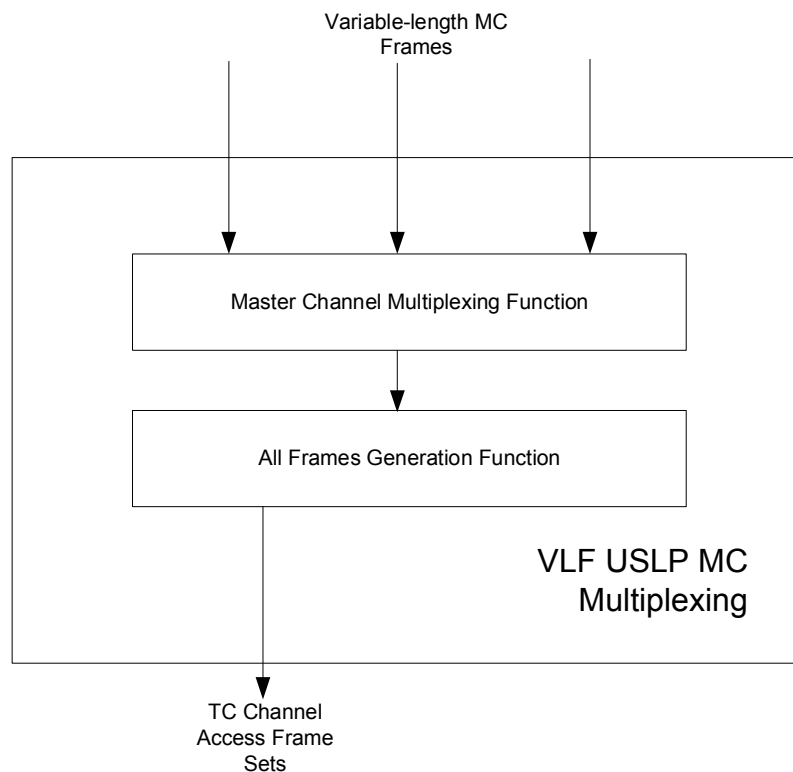 Variable-length MC
Frames
Master Channel Multiplexing Function
All Frames Generation Function
VLF USLP MC
Multiplexing
TC Channel
Access Frame
Sets